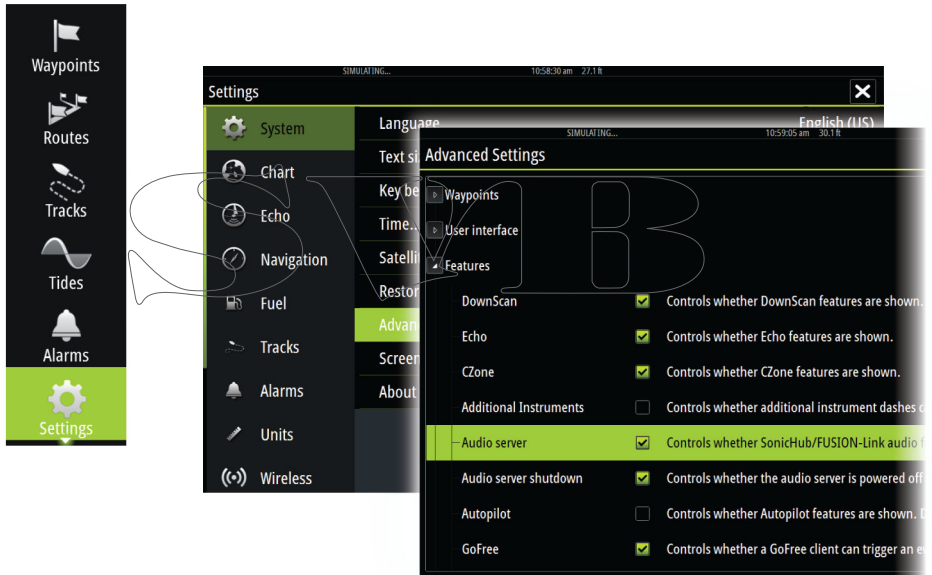 Waypoints
Routes
Tracks
Tides
Alarms
Settings
SIMULATING... 10:58:30 am 27.1 ft
Settings
System
Chart
Echo
Navigation
Fuel
Tracks
Alarms
Units
Wireless
Language English (US)
Text si
Key be
Time..
Satelli
Restor
Advan
Screen
About
SIMULATING... 10:59:05 am 30.1 ft
Advanced Settings
Waypoints
User interface
Features
DownScan Controls whether DownScan features are shown.
Echo Controls whether Echo features are shown.
CZone Controls whether CZone features are shown.
Additional Instruments Controls whether additional instrument dashes
Audio server Controls whether SonicHub/FUSION-Link audio
Audio server shutdown Controls whether the audio server is powered off
Autopilot Controls whether Autopilot features are shown.
GoFree Controls whether a GoFree client can trigger an